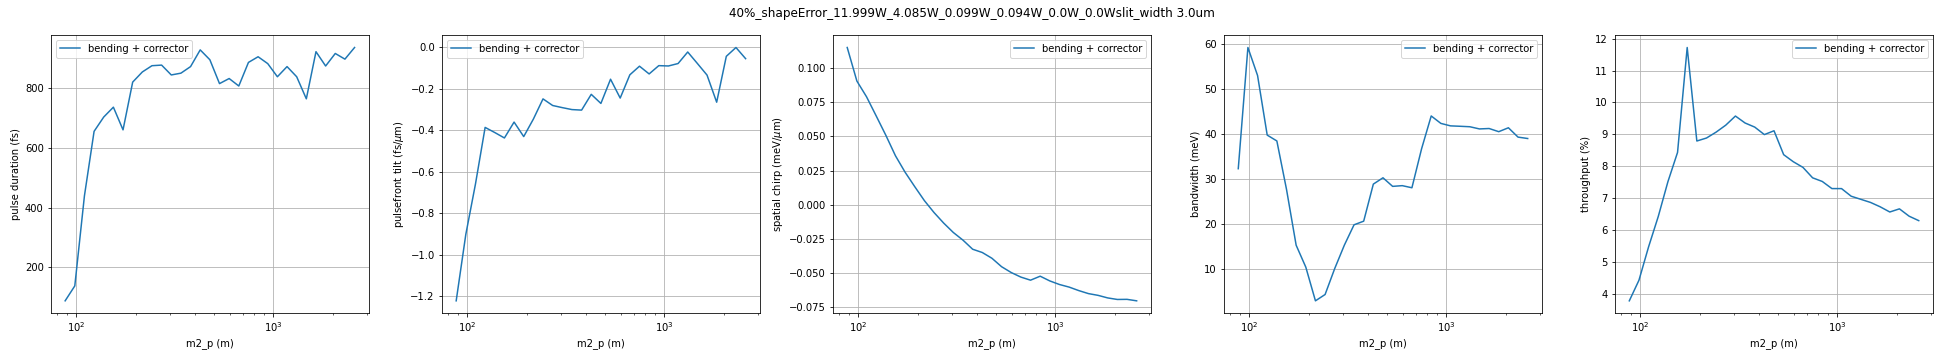 40%_shapeError_11.999W_4.085W_0.099W_0.094W_0.0W_0.0Wslit_width 3.0um
pulse duration (fs)
800
600
400
200
bending + corrector
10²
10³
m2_p (m)
pulsefront tilt (fs/μm)
0.0
−0.2
−0.4
−0.6
−0.8
−1.0
−1.2
bending + corrector
10²
10³
m2_p (m)
spatial chirp (meV/μm)
0.100
0.075
0.050
0.025
0.000
−0.025
−0.050
−0.075
bending + corrector
10²
10³
m2_p (m)
bandwidth (meV)
60
50
40
30
20
10
bending + corrector
10²
10³
m2_p (m)
throughput (%)
12
11
10
9
8
7
6
5
4
bending + corrector
10²
10³
m2_p (m)